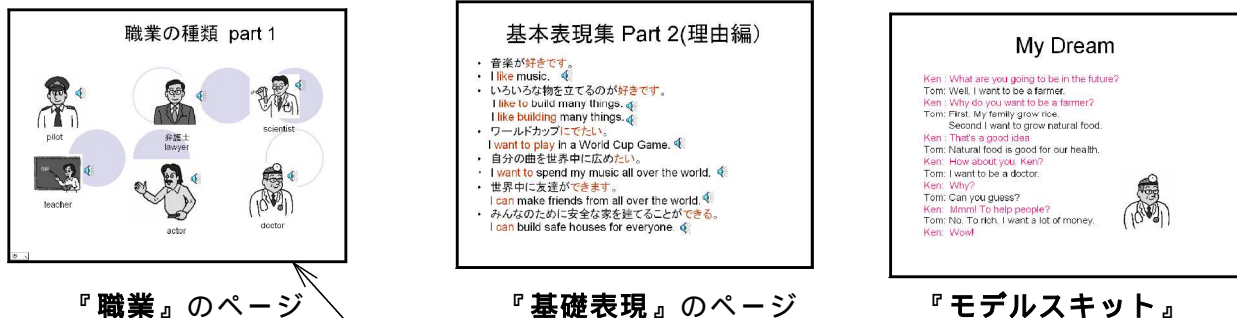 職業の種類 part 1
pilot
弁護士
lawyer
scientist
teacher
actor
doctor
『職業』のページ
基本表現集 Part 2(理由編)
・ 音楽が好きです。
・ I like music.
・ いろいろな物を立てるのが好きです。
I like to build many things.
I like building many things.
・ ワールドカップにでたい。
I want to play in a World Cup Game.
・ 自分の曲を世界中に広めたい。
・ I want to spend my music all over the world.
・ 世界中に友達ができます。
I can make friends from all over the world.
・ みんなのために安全な家を建てることができる。
I can build safe houses for everyone.
『基礎表現』のページ
My Dream
Ken : What are you going to be in the future?
Tom: Well, I want to be a farmer.
Ken : Why do you want to be a farmer?
Tom: First, My family grow rice.
Second I want to grow natural food.
Ken : That's a good idea.
Tom: Natural food is good for our health.
Ken: How about you, Ken?
Tom: I want to be a doctor.
Ken: Why?
Tom: Can you guess?
Ken: Mmm! To help people?
Tom: No. To rich. I want a lot of money.
Ken: Wow!
『モデルスキット』